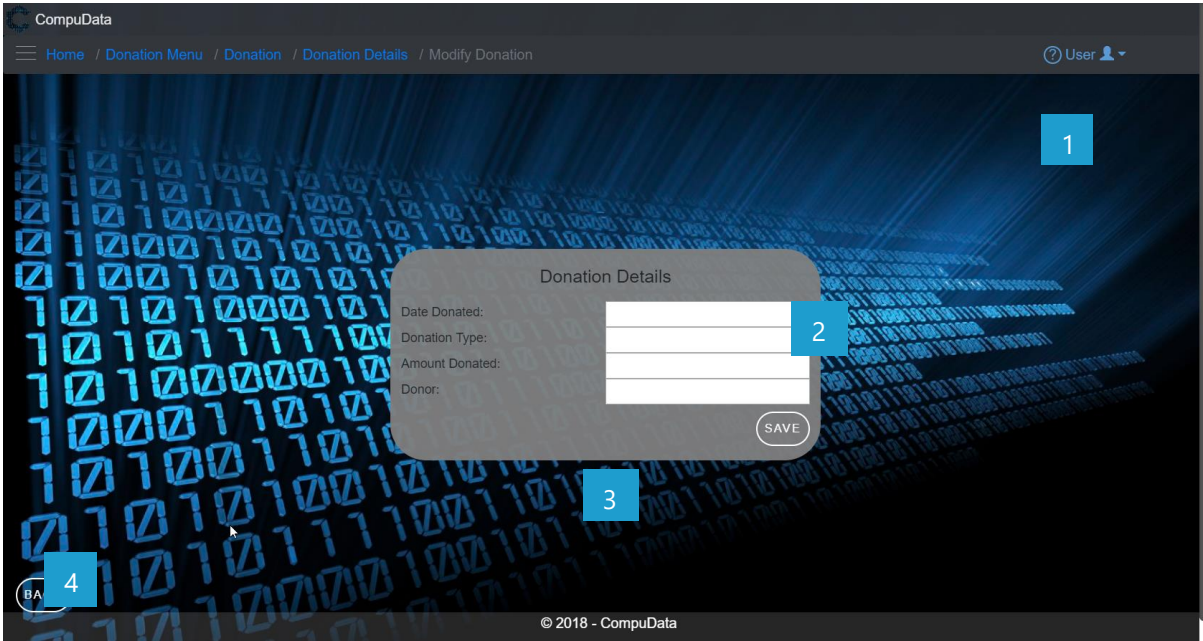 CompuData
Home / Donation Menu / Donation / Donation Details / Modify Donation
? User
1
Donation Details
Date Donated:
Donation Type:
2
Amount Donated:
Donor:
SAVE
3
4
© 2018 - CompuData